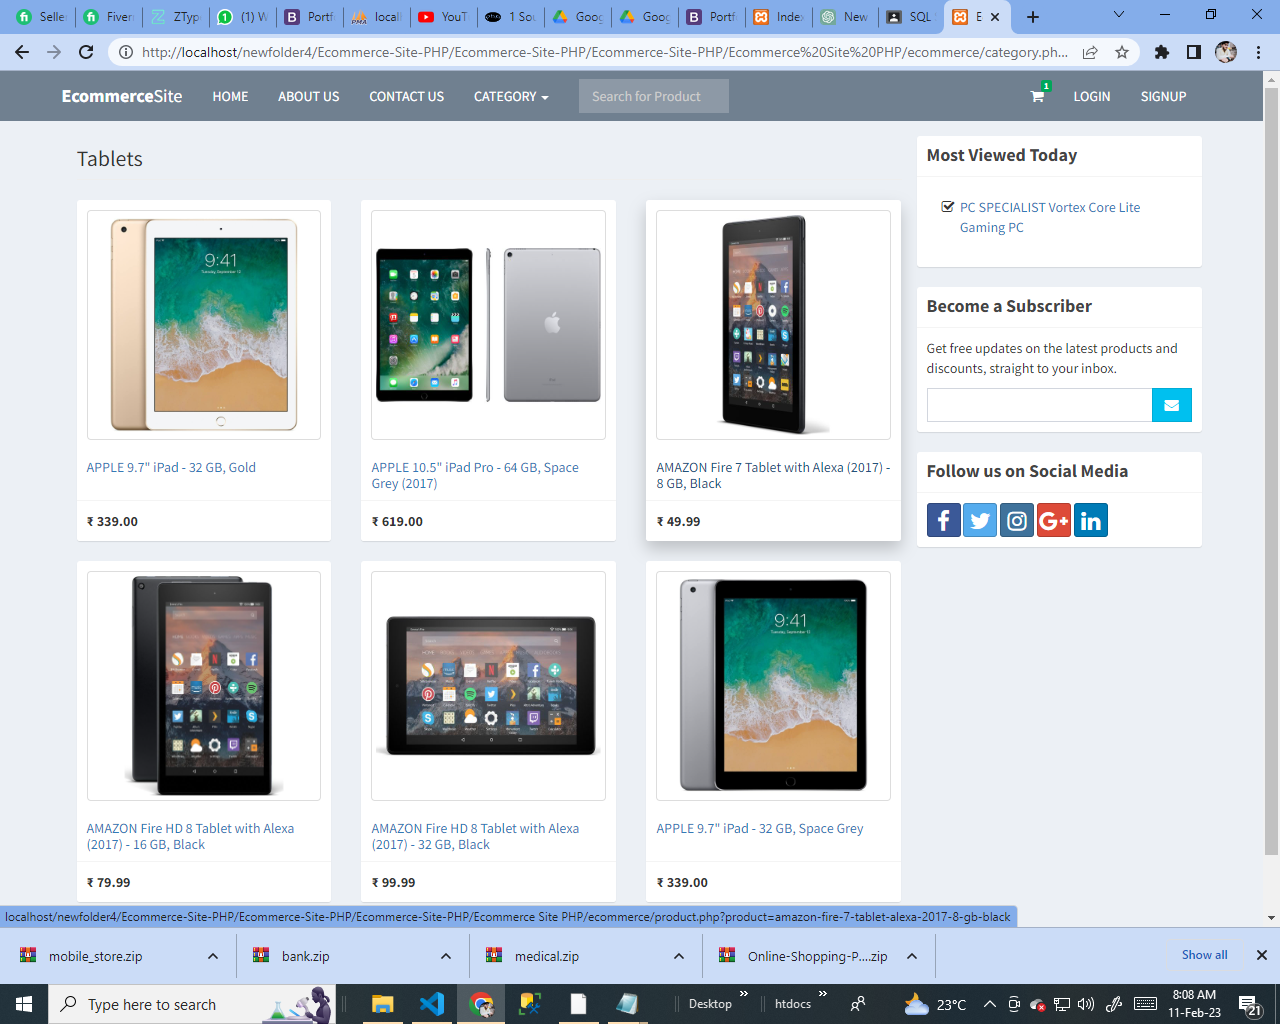 Selle
Fiverr
ZTyp
(1) W
Portf
locall
YouT
1 Sou
Goog
Goog
Portf
Index
New
SQL
E
http://localhost/newfolder4/Ecommerce-Site-PHP/Ecommerce-Site-PHP/Ecommerce-Site-PHP/Ecommerce%20Site%20PHP/ecommerce/category.ph...
EcommerceSite HOME ABOUT US CONTACT US CATEGORY Search for Product 1 LOGIN SIGNUP
Tablets
APPLE 9.7" iPad - 32 GB, Gold
₹ 339.00
APPLE 10.5" iPad Pro - 64 GB, Space
Grey (2017)
₹ 619.00
AMAZON Fire 7 Tablet with Alexa (2017) -
8 GB, Black
₹ 49.99
AMAZON Fire HD 8 Tablet with Alexa
(2017) - 16 GB, Black
₹ 79.99
AMAZON Fire HD 8 Tablet with Alexa
(2017) - 32 GB, Black
₹ 99.99
9:41
APPLE 9.7" iPad - 32 GB, Space Grey
₹ 339.00
Most Viewed Today
PC SPECIALIST Vortex Core Lite
Gaming PC
Become a Subscriber
Get free updates on the latest products and
discounts, straight to your inbox.
Follow us on Social Media
localhost/newfolder4/Ecommerce-Site-PHP/Ecommerce-Site-PHP/Ecommerce-Site-PHP/Ecommerce Site PHP/ecommerce/product.php?product=amazon-fire-7-tablet-alexa-2017-8-gb-black
mobile_store.zip
bank.zip
medical.zip
Online-Shopping-P....zip
Show all
Type here to search
Desktop
htdocs
23°C
8:08 AM
11-Feb-23
21